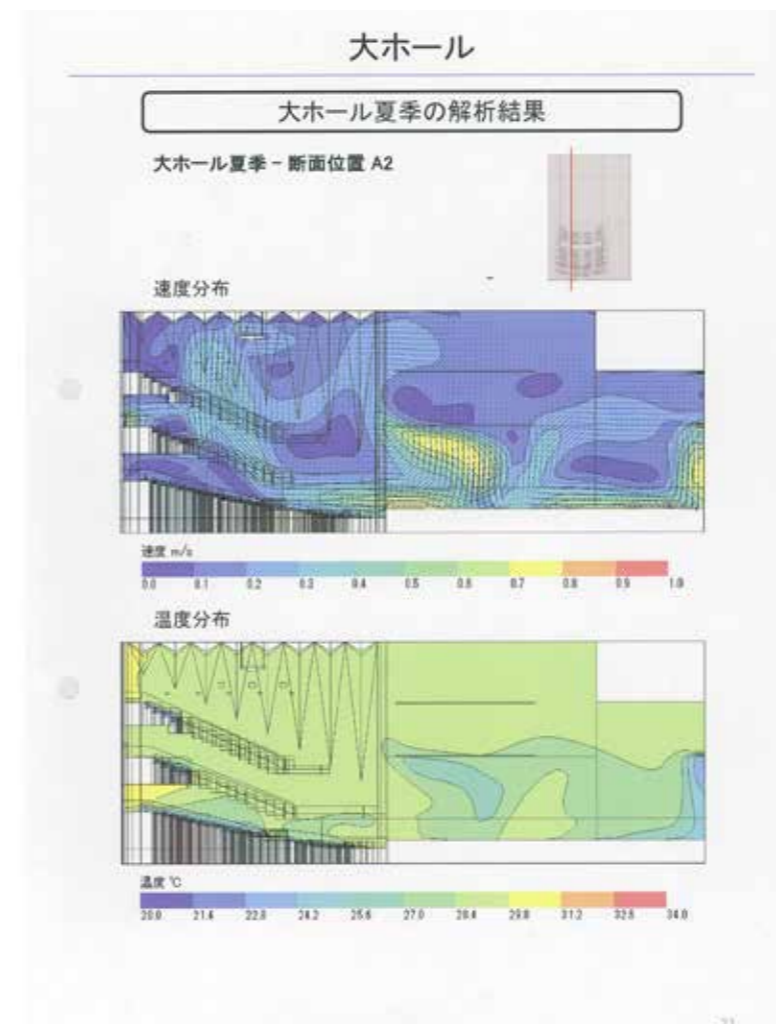 大ホール
大ホール夏季の解析結果
大ホール夏季 − 断面位置 A2
速度分布
速度 m/s
0.0 0.1 0.2 0.3 0.4 0.5 0.6 0.7 0.8 0.9 1.0
温度分布
温度 ℃
20.0 21.4 22.8 24.2 25.6 27.0 28.4 29.8 31.2 32.6 34.0